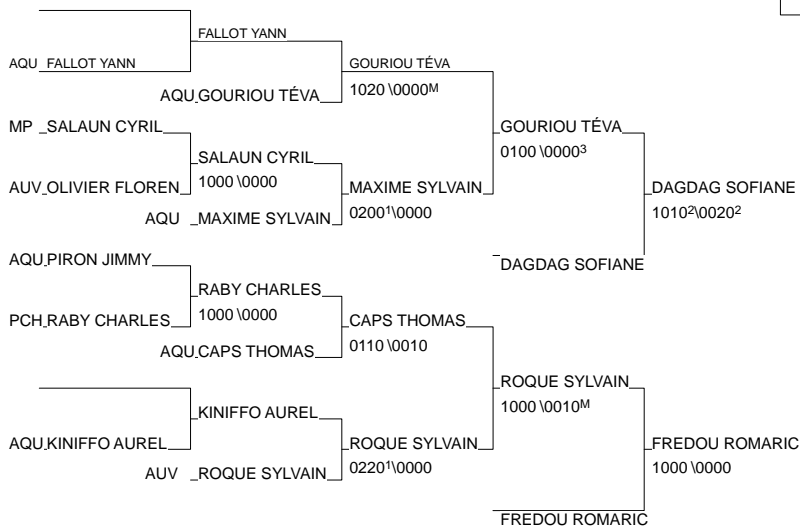 FALLOT YANN
AQU FALLOT YANN
GOURIOU TÉVA
1020 \0000M
AQU GOURIOU TÉVA
MP SALAUN CYRIL
GOURIOU TÉVA
0100 \0000³
SALAUN CYRIL
1000 \0000
AUV OLIVIER FLOREN
MAXIME SYLVAIN
0200¹\0000
DAGDAG SOFIANE
1010²\0020²
AQU MAXIME SYLVAIN
AQU PIRON JIMMY
DAGDAG SOFIANE
RABY CHARLES
1000 \0000
PCH RABY CHARLES
CAPS THOMAS
0110 \0010
AQU CAPS THOMAS
ROQUE SYLVAIN
1000 \0010M
KINIFFO AUREL
AQU KINIFFO AUREL
ROQUE SYLVAIN
0220¹\0000
FREDOU ROMARIC
1000 \0000
AUV ROQUE SYLVAIN
FREDOU ROMARIC